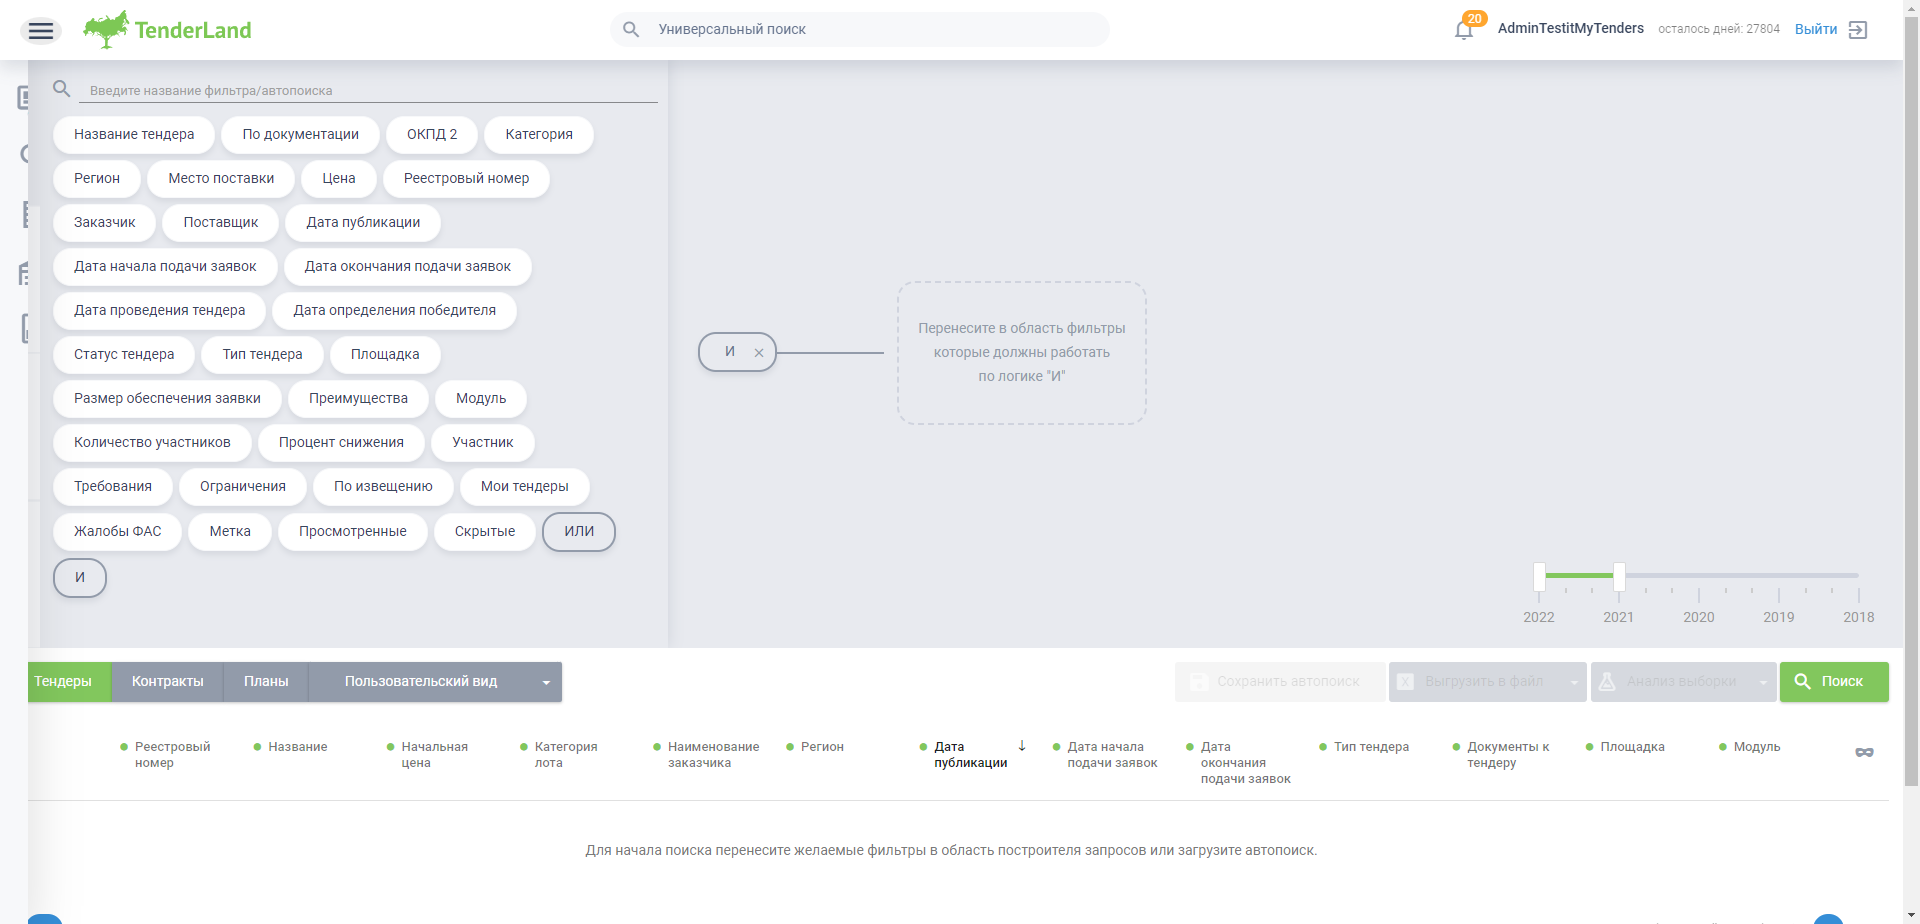 TenderLand
Универсальный поиск
20
AdminTestitMyTenders
осталось дней: 27804
Выйти
Введите название фильтра/автопоиска
Название тендера
По документации
ОКПД 2
Категория
Регион
Место поставки
Цена
Реестровый номер
Заказчик
Поставщик
Дата публикации
Дата начала подачи заявок
Дата окончания подачи заявок
Дата проведения тендера
Дата определения победителя
Статус тендера
Тип тендера
Площадка
Размер обеспечения заявки
Преимущества
Модуль
Количество участников
Процент снижения
Участник
Требования
Ограничения
По извещению
Мои тендеры
Жалобы ФАС
Метка
Просмотренные
Скрытые
ИЛИ
И
И
Перенесите в область фильтры
которые должны работать
по логике "И"
2022
2021
2020
2019
2018
Тендеры
Контракты
Планы
Пользовательский вид
Сохранить автопоиск
Выгрузить в файл
Анализ выборки
Поиск
Реестровый
номер
Название
Начальная
цена
Категория
лота
Наименование
заказчика
Регион
Дата
публикации
Дата начала
подачи заявок
Дата
окончания
подачи заявок
Тип тендера
Документы к
тендеру
Площадка
Модуль
Для начала поиска перенесите желаемые фильтры в область построителя запросов или загрузите автопоиск.